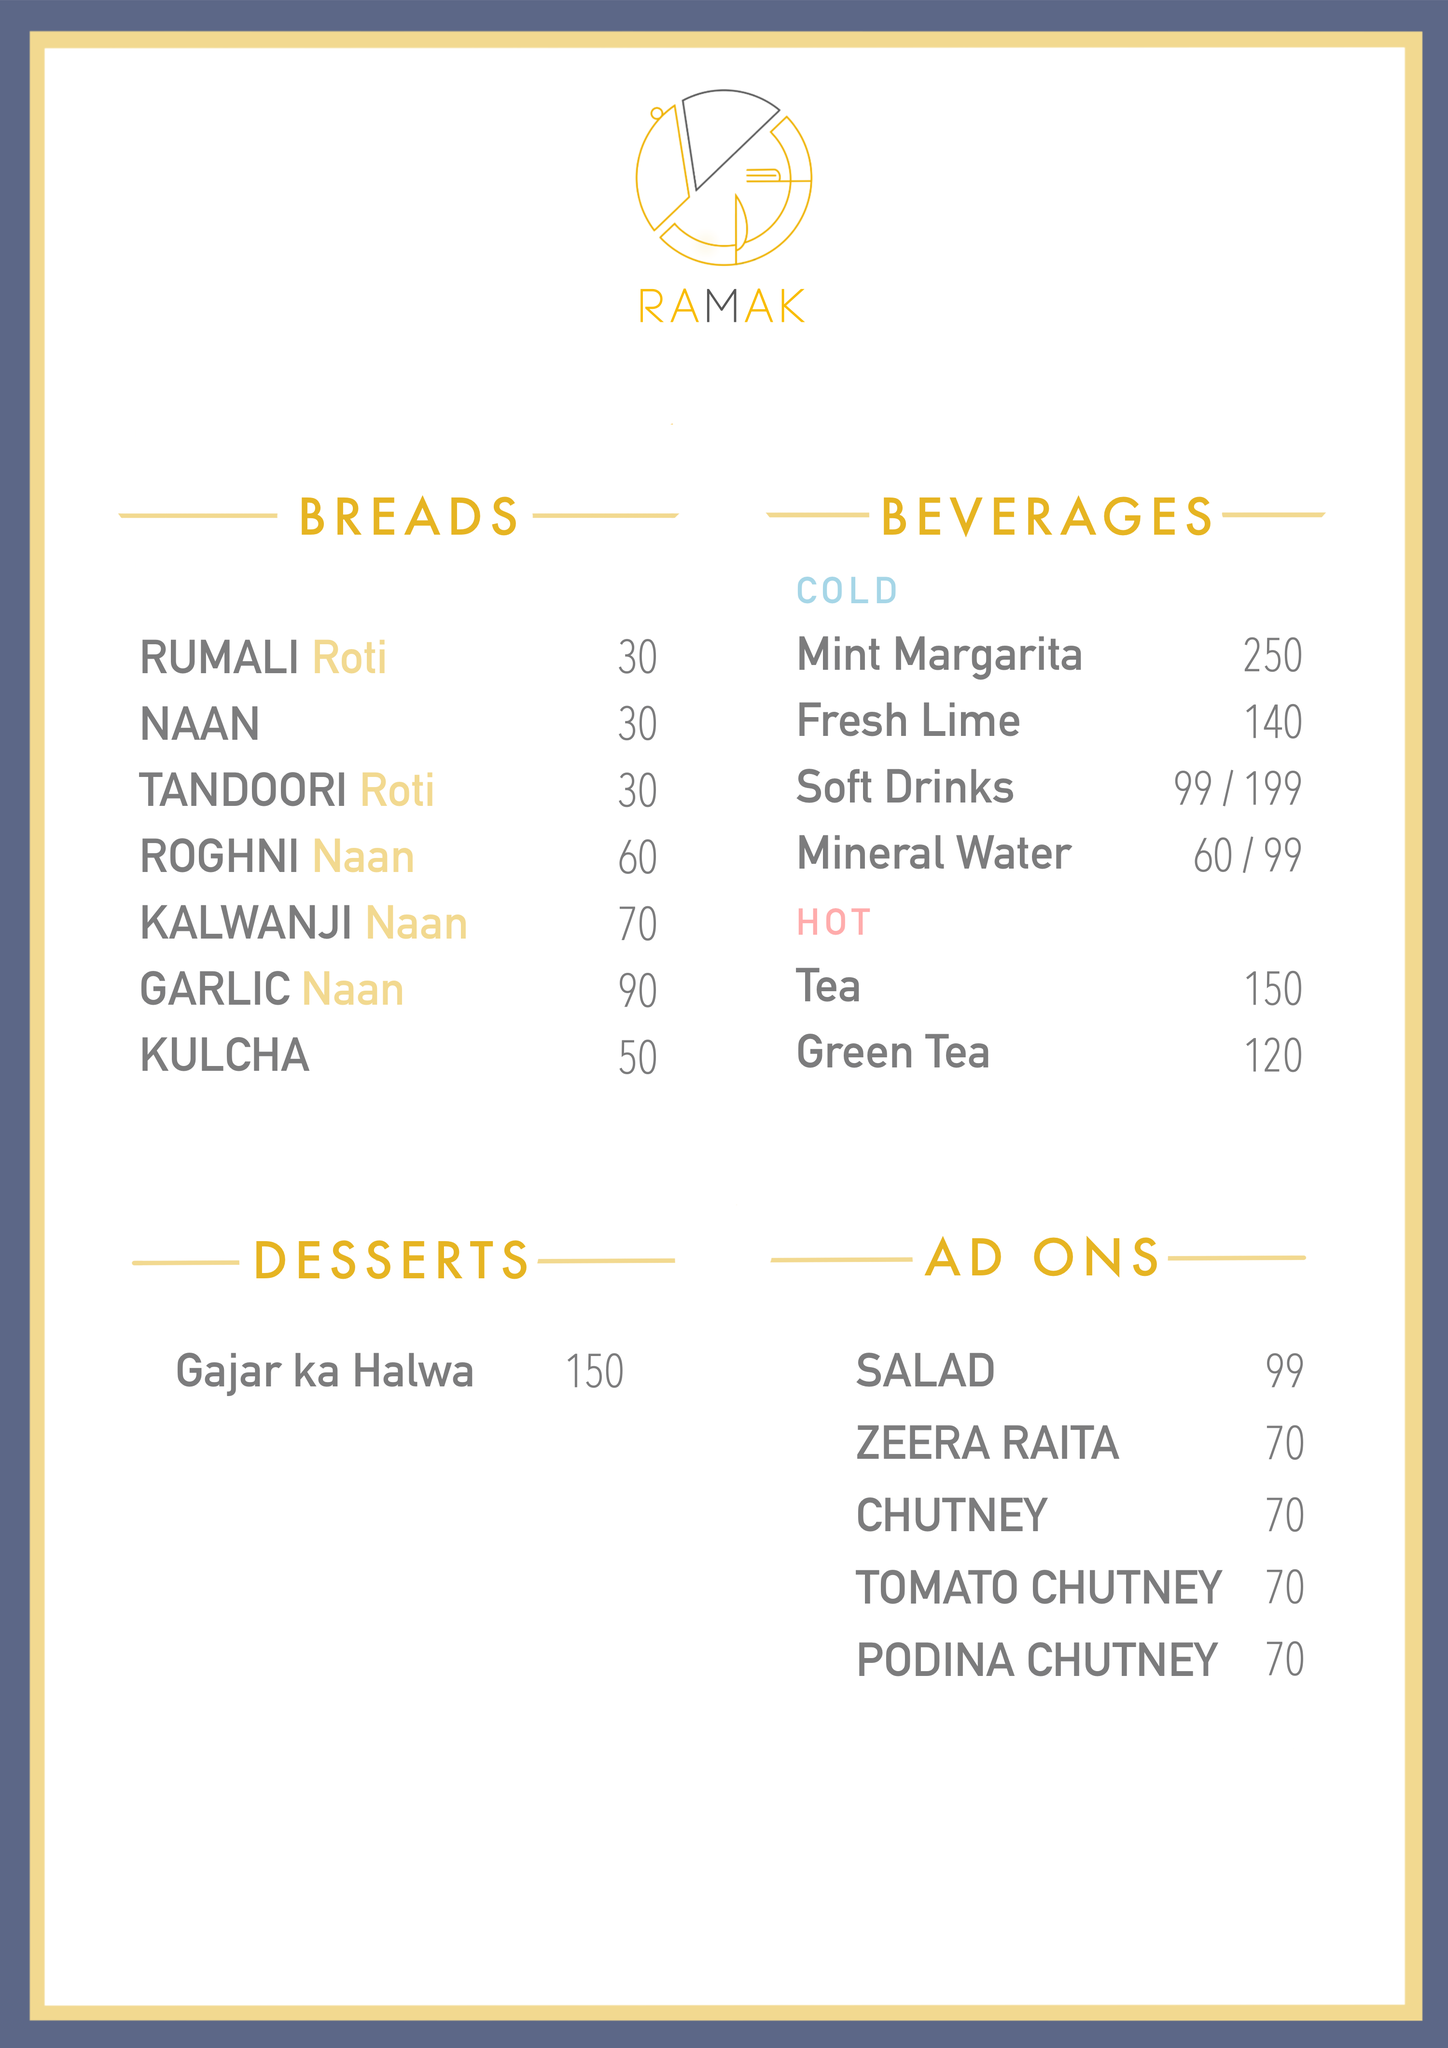 RAMAK
BREADS
RUMALI Roti 30
NAAN 30
TANDOORI Roti 30
ROGHNI Naan 60
KALWANJI Naan 70
GARLIC Naan 90
KULCHA 50
BEVERAGES
COLD
Mint Margarita 250
Fresh Lime 140
Soft Drinks 99 / 199
Mineral Water 60 / 99
HOT
Tea 150
Green Tea 120
DESSERTS
Gajar ka Halwa 150
AD ONS
SALAD 99
ZEERA RAITA 70
CHUTNEY 70
TOMATO CHUTNEY 70
PODINA CHUTNEY 70